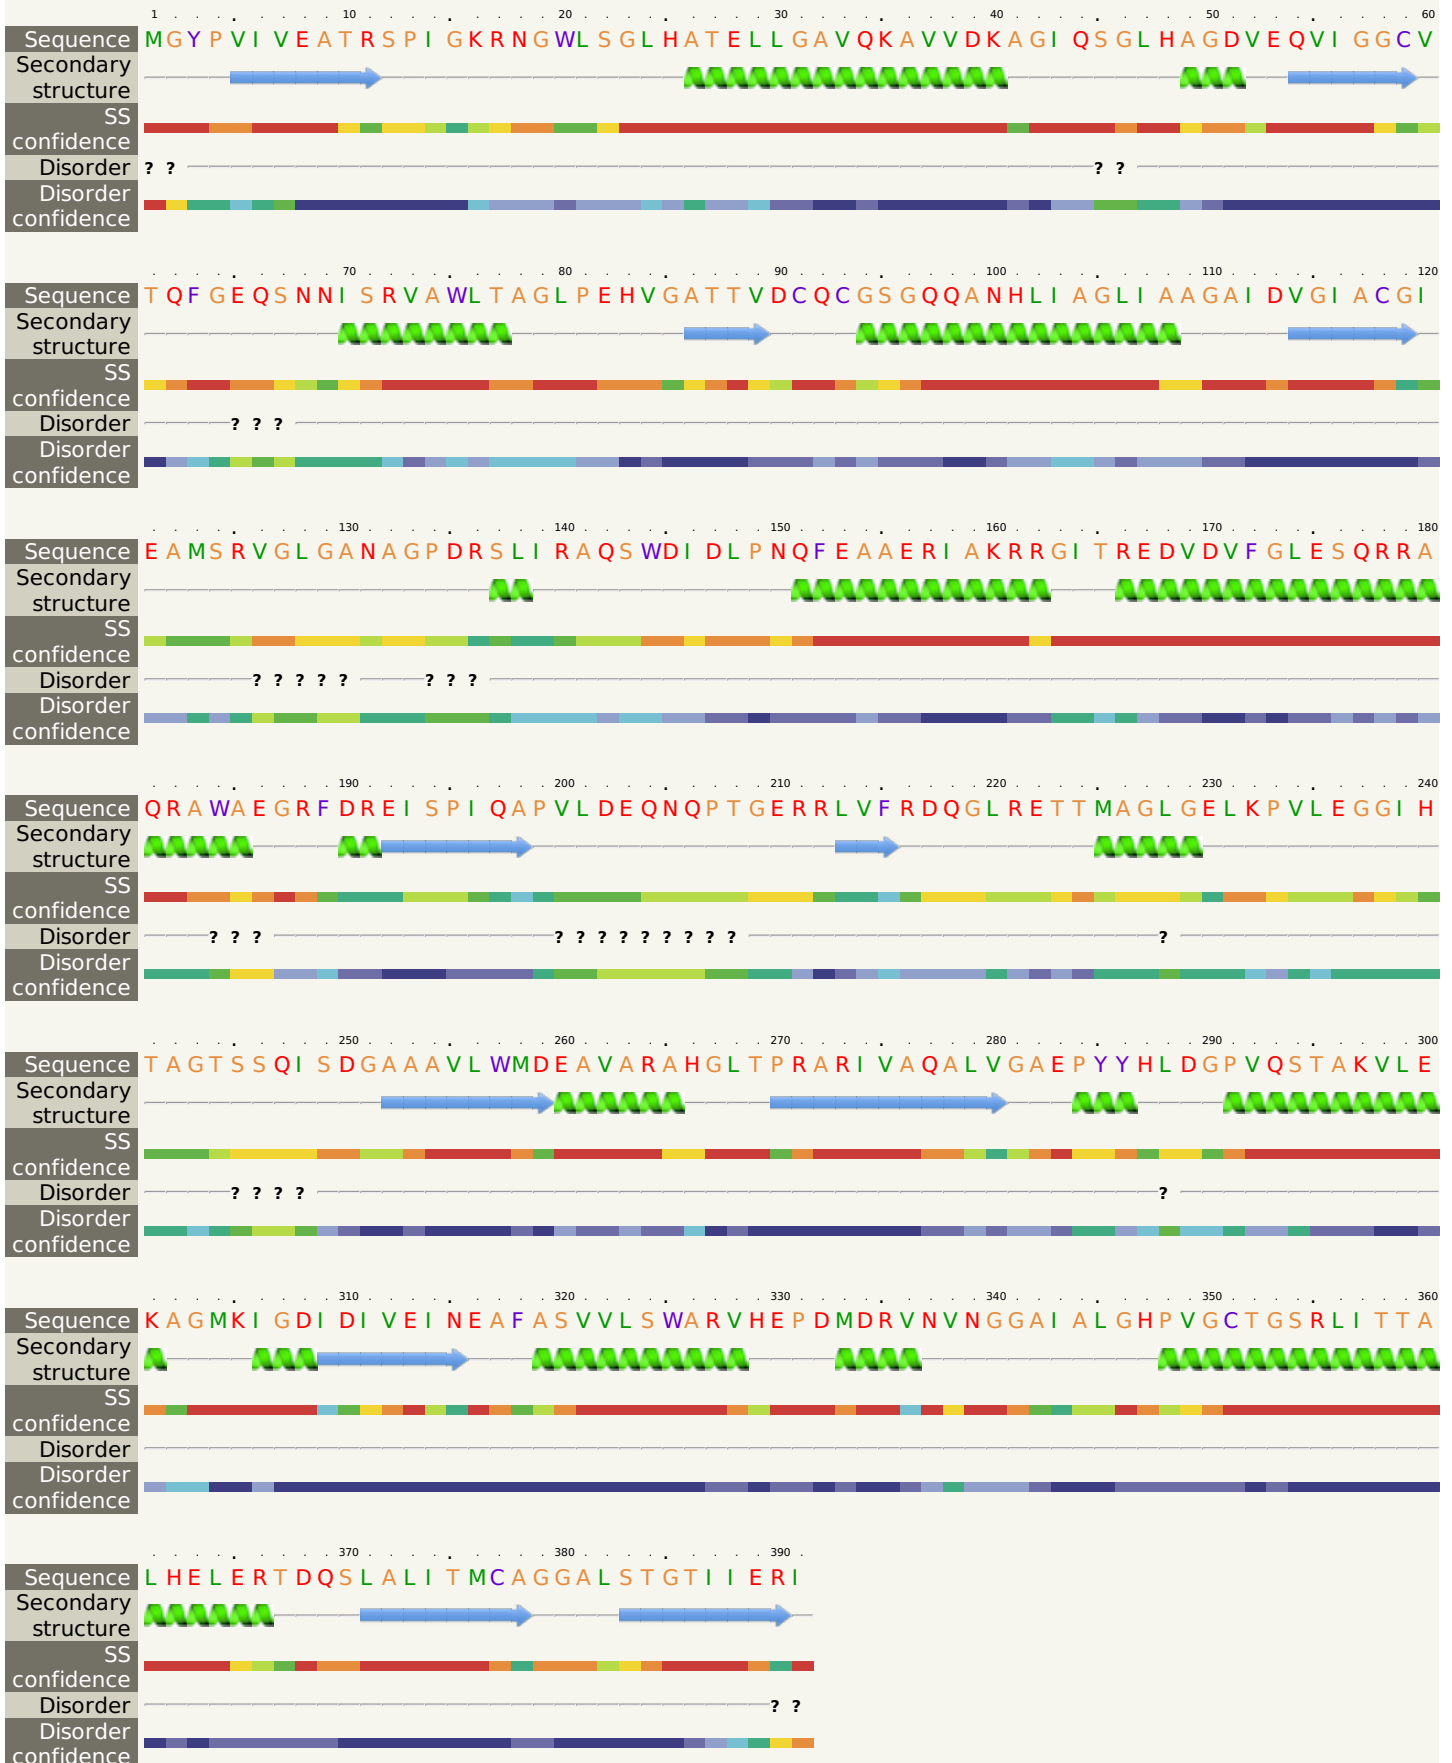 1 10 20 30 40 50 60
Sequence MGYPVIVEATRSPIGKRNGWLSGLHATELLGAVQKAVVDKAGIQSGLHAGDVEQVIGGCV
Secondary
structure
SS
confidence
Disorder ? ? ? ?
Disorder
confidence
70 80 90 100 110 120
Sequence TQFGEQSNNISRVAWLTAGLPEHVGATTVDCQCGSGQQANHLIAGLIAAGAIDVGIACGI
Secondary
structure
SS
confidence
Disorder ? ? ?
Disorder
confidence
130 140 150 160 170 180
Sequence EAMSRVGLGANAGPDRSLIRAQSWDIDLPNQFEAAERIAKRRGITREDVDVFGLESQRRA
Secondary
structure
SS
confidence
Disorder ? ? ? ? ? ? ? ?
Disorder
confidence
190 200 210 220 230 240
Sequence QRAWAEGRFDREISPIQAPVLDEQNQPTGERRLVFRDQGLRETTMAGLGELKPVLEGGIH
Secondary
structure
SS
confidence
Disorder ? ? ? ? ? ? ? ? ? ? ? ? ?
Disorder
confidence
250 260 270 280 290 300
Sequence TAGTSSQISDGAAAVLWMDEAVARAHGLTPRARIVAQALVGAEPYYHLDGPVQSTAKVLE
Secondary
structure
SS
confidence
Disorder ? ? ? ? ?
Disorder
confidence
310 320 330 340 350 360
Sequence KAGMKIGDIDIVEINEAFASVVLSWARVHEPDMDRVNVNGGAIALGHPVGCTGSRLITTA
Secondary
structure
SS
confidence
Disorder
Disorder
confidence
370 380 390
Sequence LHELERTDQSLALITMCAGGALSTGTIIERI
Secondary
structure
SS
confidence
Disorder ? ?
Disorder
confidence